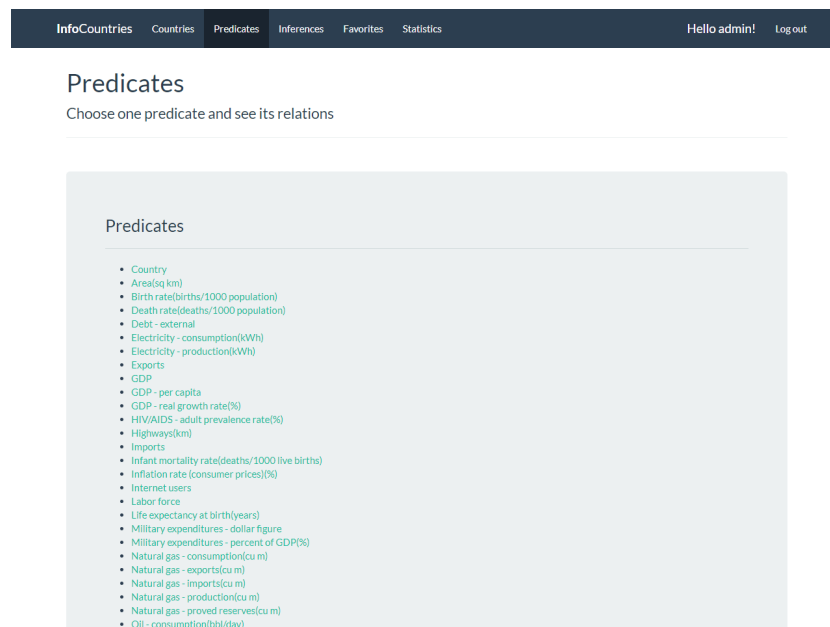 InfoCountries Countries Predicates Inferences Favorites Statistics Hello admin! Log out
Predicates
Choose one predicate and see its relations
Predicates
Country
Area(sq km)
Birth rate(births/1000 population)
Death rate(deaths/1000 population)
Debt - external
Electricity - consumption(kWh)
Electricity - production(kWh)
Exports
GDP
GDP - per capita
GDP - real growth rate(%)
HIV/AIDS - adult prevalence rate(%)
Highways(km)
Imports
Infant mortality rate(deaths/1000 live births)
Inflation rate (consumer prices)(%)
Internet users
Labor force
Life expectancy at birth(years)
Military expenditures - dollar figure
Military expenditures - percent of GDP(%)
Natural gas - consumption(cu m)
Natural gas - exports(cu m)
Natural gas - imports(cu m)
Natural gas - production(cu m)
Natural gas - proved reserves(cu m)
Oil - consumption(bbl/day)